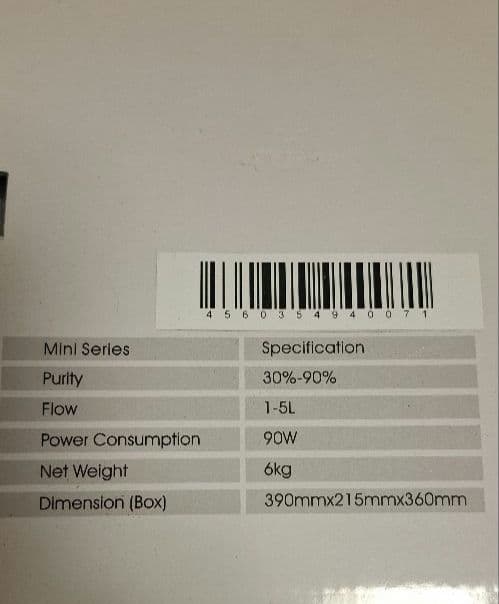 4 5 6 0 3 5 4 9 4 0 0 7 1
Mini Series Specification
Purity 30%-90%
Flow 1-5L
Power Consumption 90W
Net Weight 6kg
Dimension (Box) 390mmx215mmx360mm